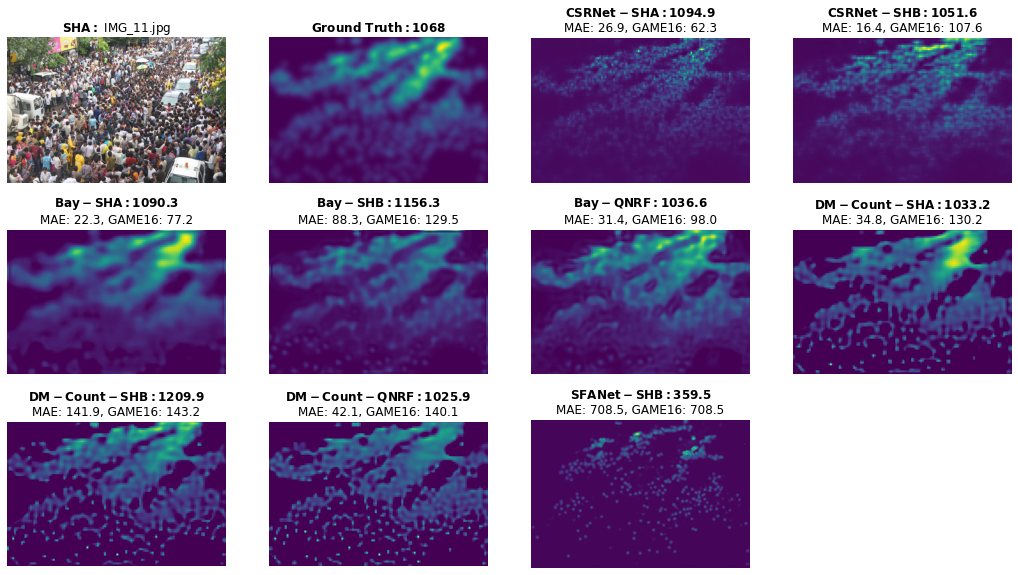 SHA: IMG_11.jpg
Ground Truth:1068
CSRNet−SHA:1094.9
MAE: 26.9, GAME16: 62.3
CSRNet−SHB:1051.6
MAE: 16.4, GAME16: 107.6
Bay−SHA:1090.3
MAE: 22.3, GAME16: 77.2
Bay−SHB:1156.3
MAE: 88.3, GAME16: 129.5
Bay−QNRF:1036.6
MAE: 31.4, GAME16: 98.0
DM−Count−SHA:1033.2
MAE: 34.8, GAME16: 130.2
DM−Count−SHB:1209.9
MAE: 141.9, GAME16: 143.2
DM−Count−QNRF:1025.9
MAE: 42.1, GAME16: 140.1
SFANet−SHB:359.5
MAE: 708.5, GAME16: 708.5